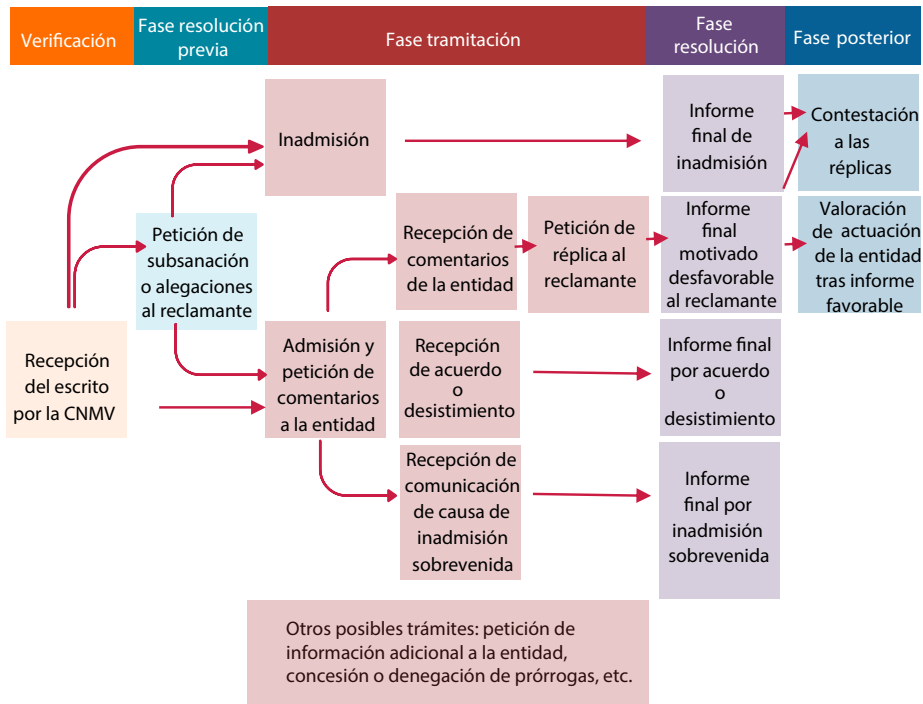 Verificación
Fase resolución
previa
Fase tramitación
Fase
resolución
Fase posterior
Inadmisión
Informe
final de
inadmisión
Contestación
a las
réplicas
Petición de
subsanación
o alegaciones
al reclamante
Recepción de
comentarios
de la entidad
Petición de
réplica al
reclamante
Informe
final
motivado
desfavorable
al reclamante
Valoración
de actuación
de la entidad
tras informe
favorable
Recepción
del escrito
por la CNMV
Admisión y
petición de
comentarios
a la entidad
Recepción
de acuerdo
o
desistimiento
Informe final
por acuerdo
o
desistimiento
Recepción de
comunicación
de causa de
inadmisión
sobrevenida
Informe
final por
inadmisión
sobrevenida
Otros posibles trámites: petición de
información adicional a la entidad,
concesión o denegación de prórrogas, etc.